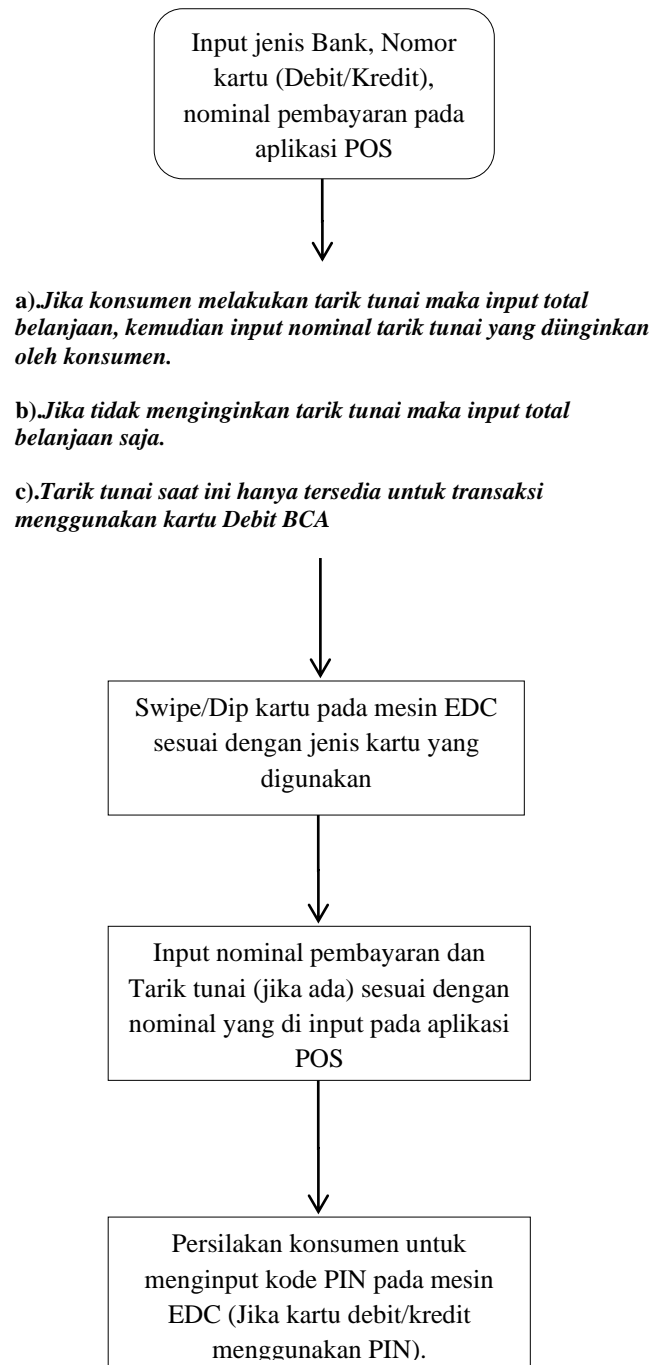 Input jenis Bank, Nomor
kartu (Debit/Kredit),
nominal pembayaran pada
aplikasi POS
a).Jika konsumen melakukan tarik tunai maka input total
belanjaan, kemudian input nominal tarik tunai yang diinginkan
oleh konsumen.
b).Jika tidak menginginkan tarik tunai maka input total
belanjaan saja.
c).Tarik tunai saat ini hanya tersedia untuk transaksi
menggunakan kartu Debit BCA
Swipe/Dip kartu pada mesin EDC
sesuai dengan jenis kartu yang
digunakan
Input nominal pembayaran dan
Tarik tunai (jika ada) sesuai dengan
nominal yang di input pada aplikasi
POS
Persilakan konsumen untuk
menginput kode PIN pada mesin
EDC (Jika kartu debit/kredit
menggunakan PIN).